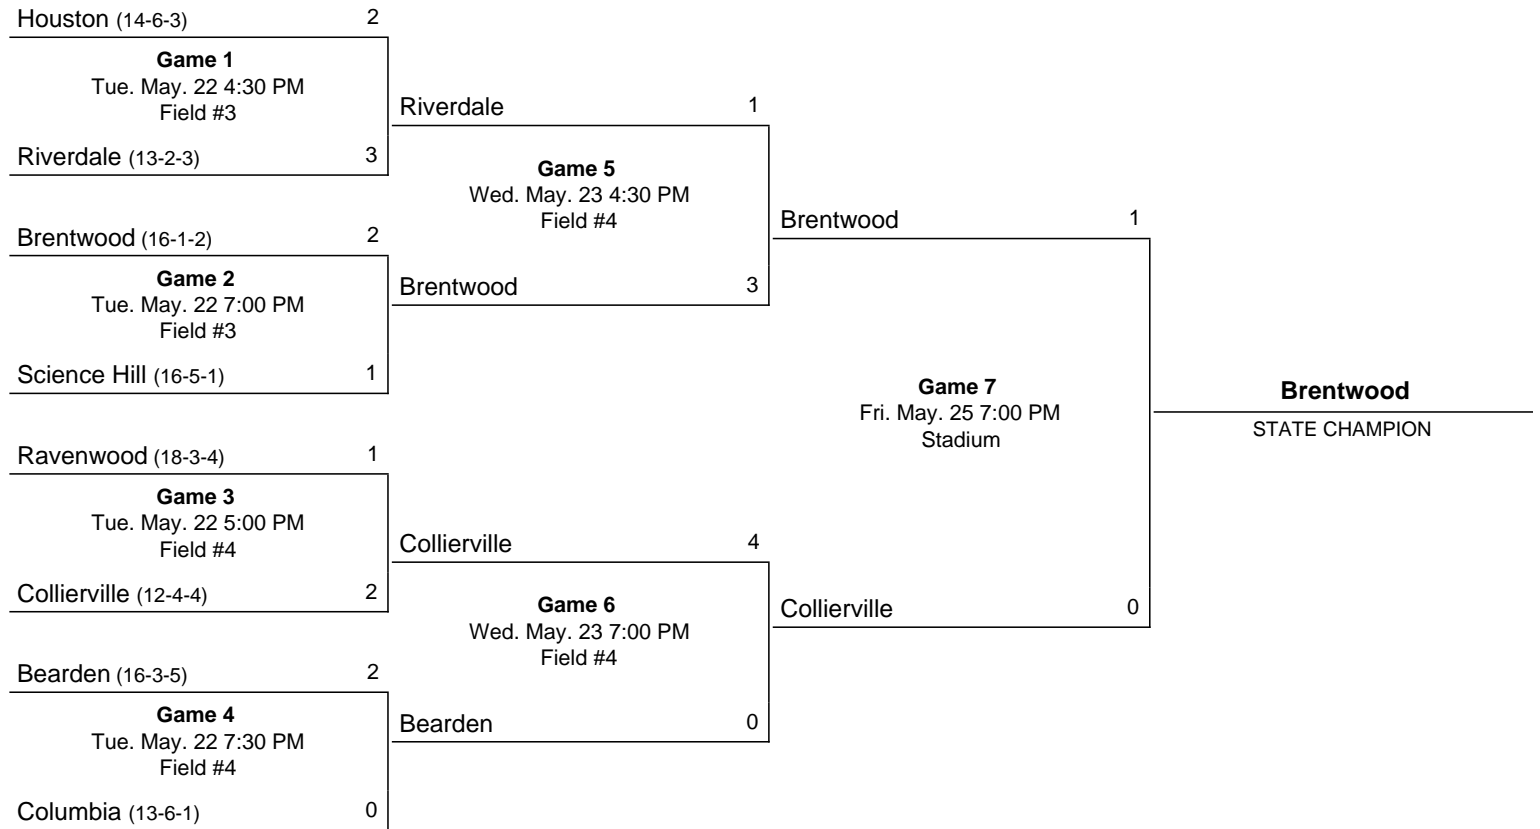 Houston (14-6-3) 2
Game 1
Tue. May. 22 4:30 PM
Field #3
Riverdale (13-2-3) 3
Brentwood (16-1-2) 2
Game 2
Tue. May. 22 7:00 PM
Field #3
Science Hill (16-5-1) 1
Ravenwood (18-3-4) 1
Game 3
Tue. May. 22 5:00 PM
Field #4
Collierville (12-4-4) 2
Bearden (16-3-5) 2
Game 4
Tue. May. 22 7:30 PM
Field #4
Columbia (13-6-1) 0
Riverdale 1
Game 5
Wed. May. 23 4:30 PM
Field #4
Brentwood 3
Collierville 4
Game 6
Wed. May. 23 7:00 PM
Field #4
Bearden 0
Brentwood 1
Game 7
Fri. May. 25 7:00 PM
Stadium
Collierville 0
Brentwood
STATE CHAMPION